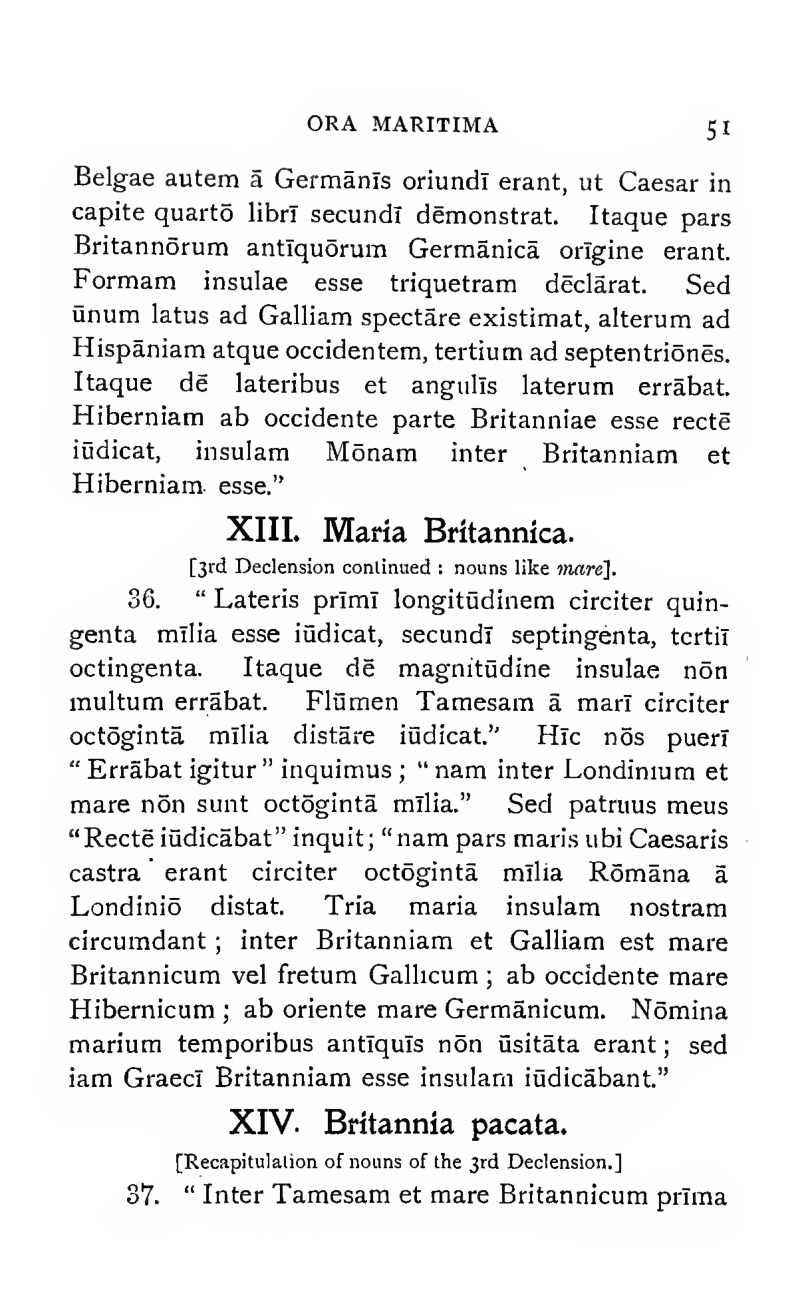 ORA MARITIMA 51
Belgae autem ā Germānīs oriundī erant, ut Caesar in
capite quartō librī secundī dēmonstrat. Itaque pars
Britannōrum antīquōrum Germānicā orīgine erant.
Formam insulae esse triquetram dēclārat. Sed
ūnum latus ad Galliam spectāre existimat, alterum ad
Hispāniam atque occidentem, tertium ad septentriōnēs.
Itaque dē lateribus et angulīs laterum errābat.
Hiberniam ab occidente parte Britanniae esse rectē
iūdicat, insulam Mōnam inter Britanniam et
Hiberniam esse.”
XIII. Maria Britannica.
[3rd Declension continued : nouns like mare].
36. “ Lateris prīmī longitūdinem circiter quin-
genta mīlia esse iūdicat, secundī septingenta, tertiī
octingenta. Itaque dē magnitūdine insulae nōn
multum errābat. Flūmen Tamesam ā marī circiter
octōgintā mīlia distāre iūdicat.” Hīc nōs puerī
“ Errābat igitur ” inquimus ; “ nam inter Londinium et
mare nōn sunt octōgintā mīlia.” Sed patruus meus
“ Rectē iūdicābat ” inquit ; “ nam pars maris ubi Caesaris
castra erant circiter octōgintā mīlia Rōmāna ā
Londiniō distat. Tria maria insulam nostram
circumdant ; inter Britanniam et Galliam est mare
Britannicum vel fretum Gallicum ; ab occidente mare
Hibernicum ; ab oriente mare Germānicum. Nōmina
marium temporibus antīquīs nōn ūsitāta erant ; sed
iam Graecī Britanniam esse insulam iūdicābant.”
XIV. Britannia pacata.
[Recapitulation of nouns of the 3rd Declension.]
37. “ Inter Tamesam et mare Britannicum prīma